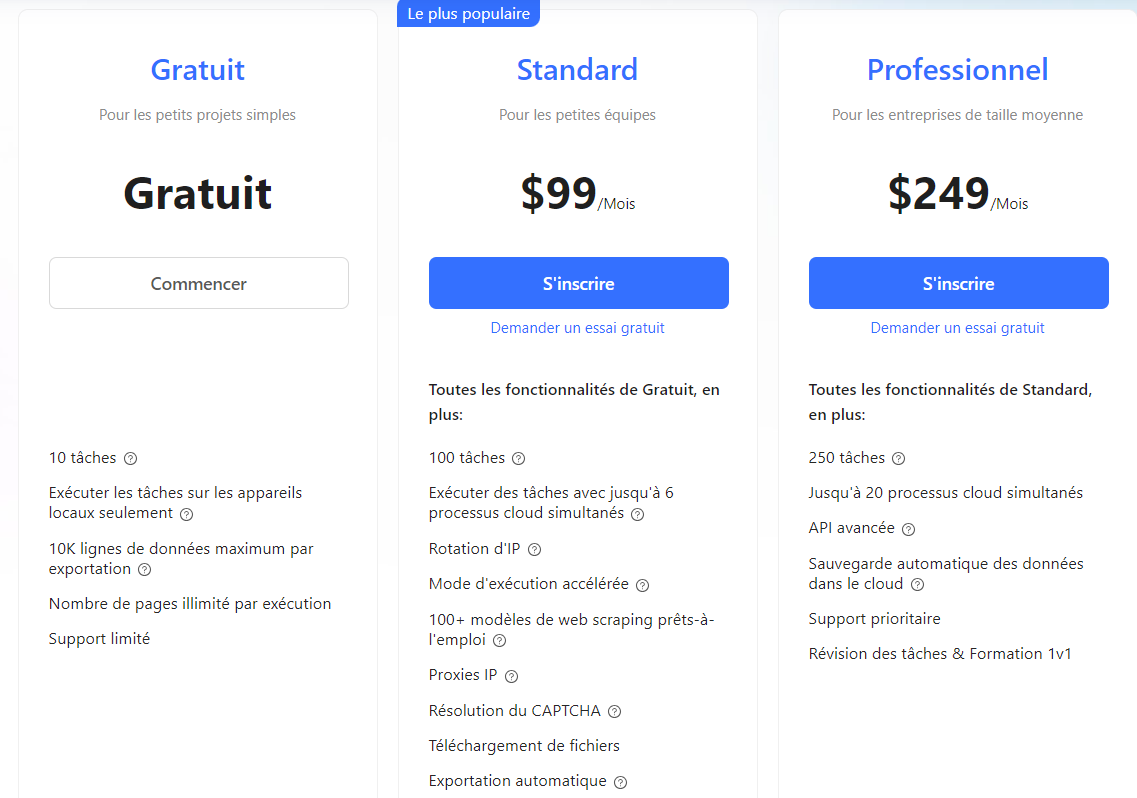 Le plus populaire
Gratuit
Pour les petits projets simples
Gratuit
Commencer
10 tâches
Exécuter les tâches sur les appareils
locaux seulement
10K lignes de données maximum par
exportation
Nombre de pages illimité par exécution
Support limité
Standard
Pour les petites équipes
$99/Mois
S'inscrire
Demander un essai gratuit
Toutes les fonctionnalités de Gratuit, en
plus:
100 tâches
Exécuter des tâches avec jusqu'à 6
processus cloud simultanés
Rotation d'IP
Mode d'exécution accélérée
100+ modèles de web scraping prêts-à-
l'emploi
Proxies IP
Résolution du CAPTCHA
Téléchargement de fichiers
Exportation automatique
Professionnel
Pour les entreprises de taille moyenne
$249/Mois
S'inscrire
Demander un essai gratuit
Toutes les fonctionnalités de Standard,
en plus:
250 tâches
Jusqu'à 20 processus cloud simultanés
API avancée
Sauvegarde automatique des données
dans le cloud
Support prioritaire
Révision des tâches & Formation 1v1